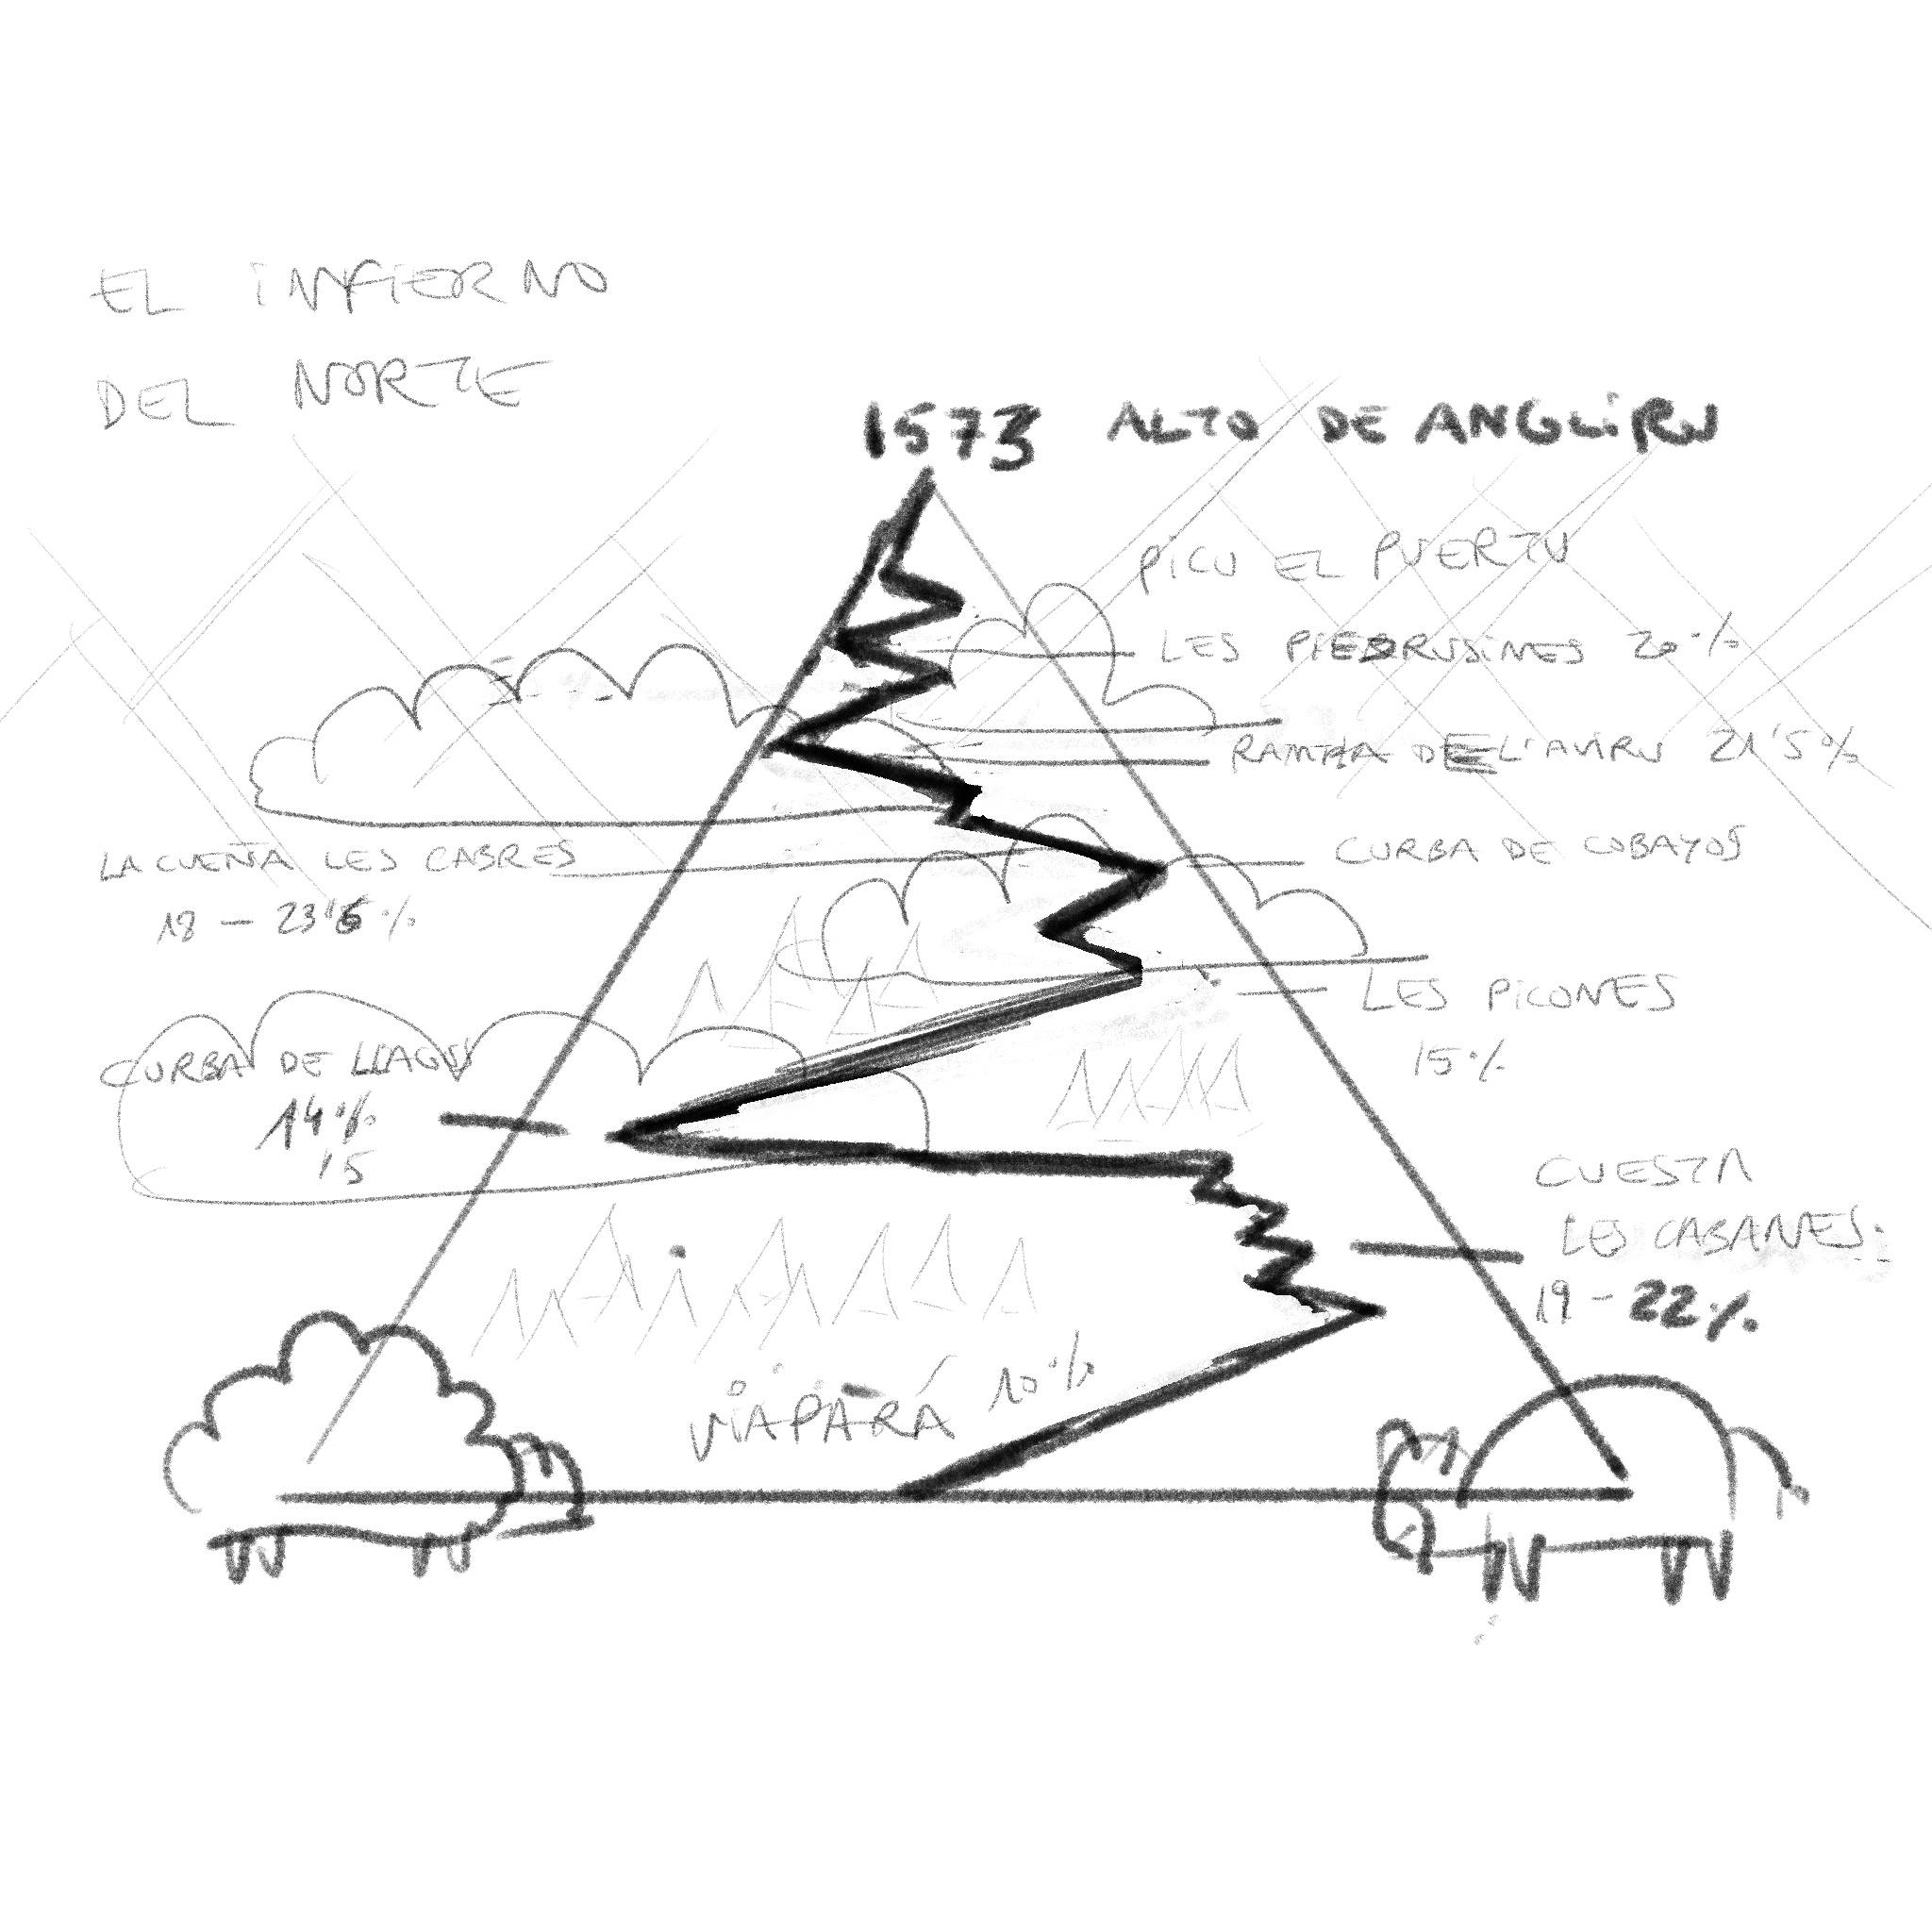 EL INFIERNO
DEL NORTE
1573 ALTO DE ANGLIRU
PICU EL PUERTU
LES PIEDRUSINES 20%
RAMPA DE L'AVIRU 21'5%
LA CUEÑA LES CABRES
18 - 23'5%
CURBA DE COBAYOS
LES PICONES
15%
CURBA DE LLAGOS
14%
15
CUESTA
LES CABANES
19 - 22%
VIAPARÁ 10%